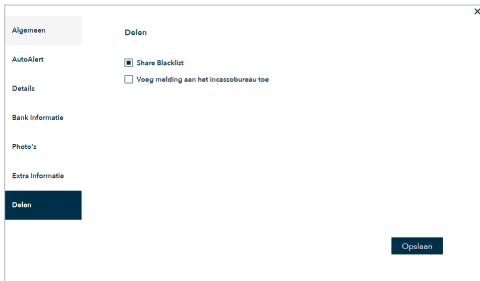 Algemeen
Delen
AutoAlert
Share Blacklist
Voeg melding aan het incassobureau toe
Details
Bank Informatie
Photo's
Extra Informatie
Delen
Opslaan